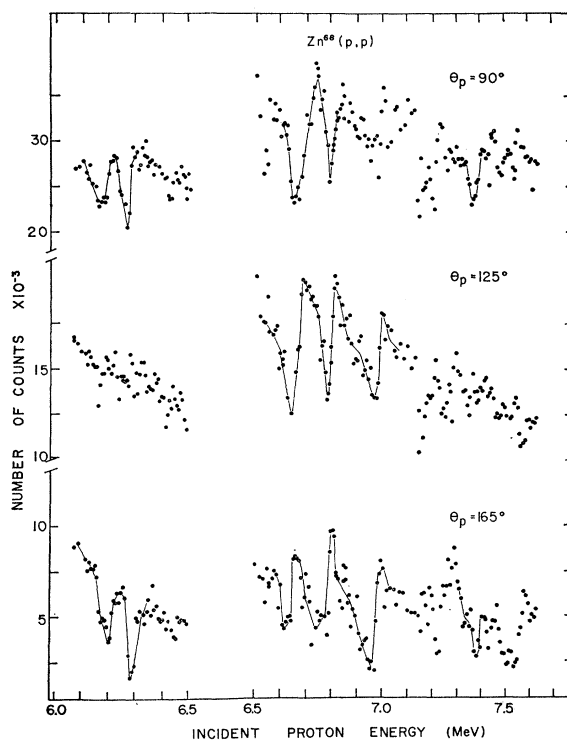 Zn⁶⁸(p,p)
θp = 90°
30
20
θp = 125°
15
10
θp = 165°
10
5
NUMBER OF COUNTS X10⁻³
6.0 6.5 6.5 7.0 7.5
INCIDENT PROTON ENERGY (MeV)